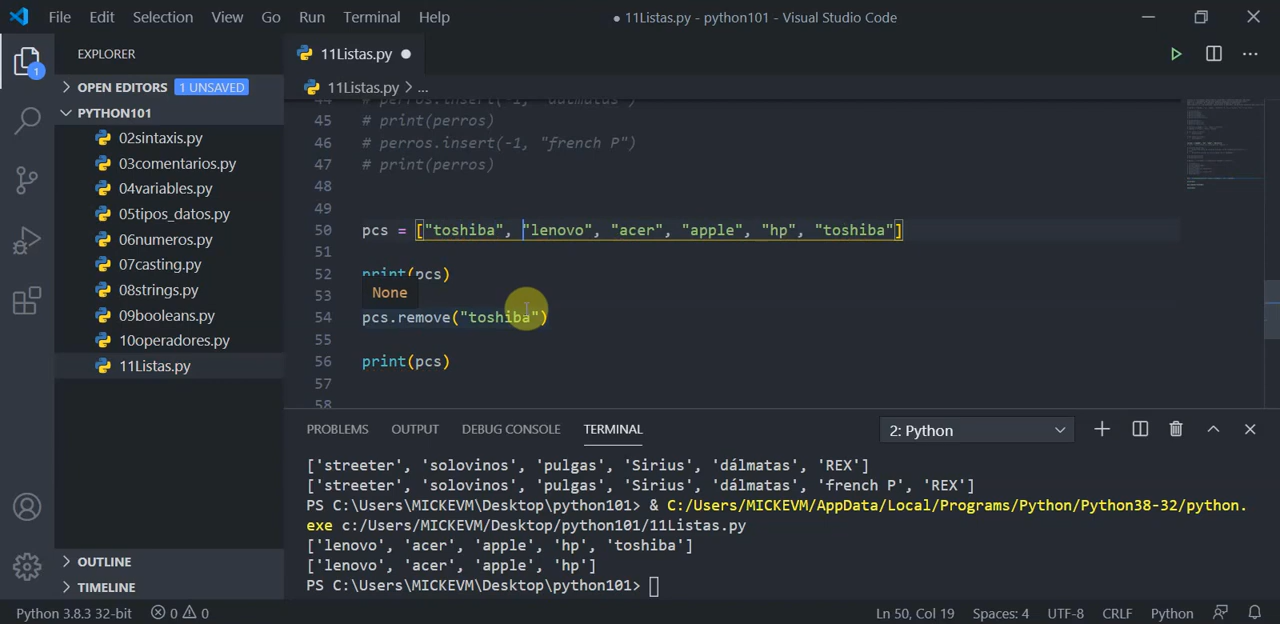 File Edit Selection View Go Run Terminal Help
● 11Listas.py - python101 - Visual Studio Code
EXPLORER
OPEN EDITORS 1 UNSAVED
PYTHON101
02sintaxis.py
03comentarios.py
04variables.py
05tipos_datos.py
06numeros.py
07casting.py
08strings.py
09booleans.py
10operadores.py
11Listas.py
OUTLINE
TIMELINE
1
11Listas.py ●
11Listas.py > ...
44 # perros.insert(-1, "dálmatas")
45 # print(perros)
46 # perros.insert(-1, "french P")
47 # print(perros)
48
49
50 pcs = ["toshiba", "lenovo", "acer", "apple", "hp", "toshiba"]
51
52 print(pcs)
53 None
54 pcs.remove("toshiba")
55
56 print(pcs)
57
58
PROBLEMS OUTPUT DEBUG CONSOLE TERMINAL 2: Python
['streeter', 'solovinos', 'pulgas', 'Sirius', 'dálmatas', 'REX']
['streeter', 'solovinos', 'pulgas', 'Sirius', 'dálmatas', 'french P', 'REX']
PS C:\Users\MICKEVM\Desktop\python101> & C:/Users/MICKEVM/AppData/Local/Programs/Python/Python38-32/python.
exe c:/Users/MICKEVM/Desktop/python101/11Listas.py
['lenovo', 'acer', 'apple', 'hp', 'toshiba']
['lenovo', 'acer', 'apple', 'hp']
PS C:\Users\MICKEVM\Desktop\python101>
Python 3.8.3 32-bit 0 0 Ln 50, Col 19 Spaces: 4 UTF-8 CRLF Python